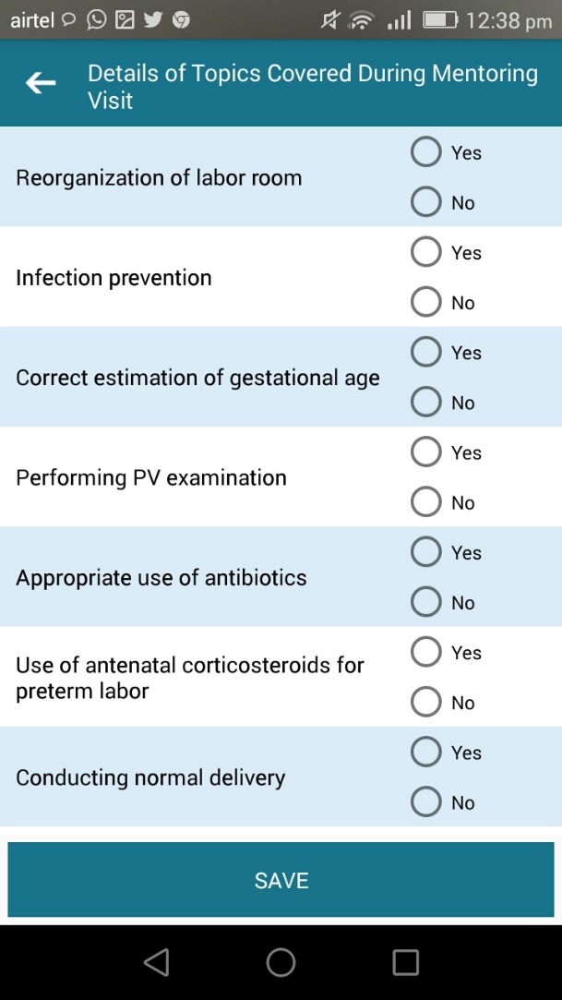 airtel 12:38 pm
Details of Topics Covered During Mentoring
Visit
Reorganization of labor room
Yes
No
Infection prevention
Yes
No
Correct estimation of gestational age
Yes
No
Performing PV examination
Yes
No
Appropriate use of antibiotics
Yes
No
Use of antenatal corticosteroids for
preterm labor
Yes
No
Conducting normal delivery
Yes
No
SAVE